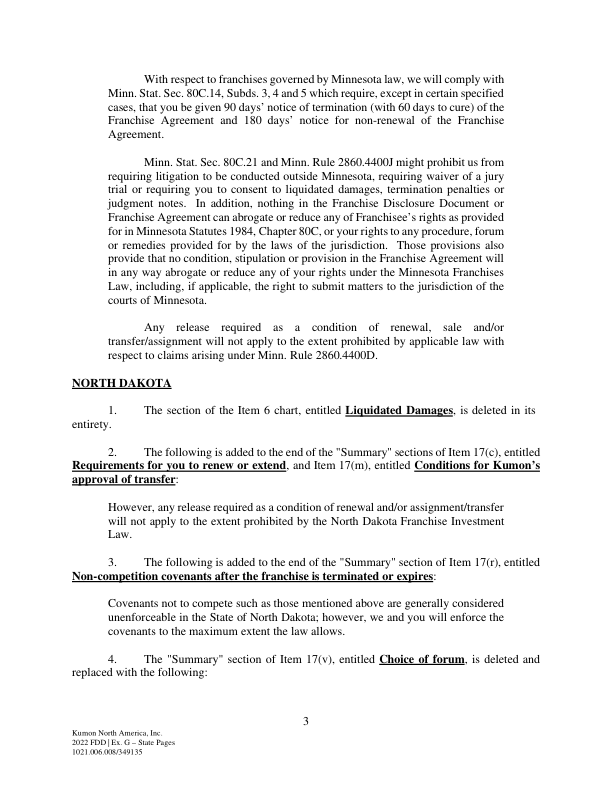 With respect to franchises governed by Minnesota law, we will comply with
Minn. Stat. Sec. 80C.14, Subds. 3, 4 and 5 which require, except in certain specified
cases, that you be given 90 days’ notice of termination (with 60 days to cure) of the
Franchise Agreement and 180 days’ notice for non-renewal of the Franchise
Agreement.
Minn. Stat. Sec. 80C.21 and Minn. Rule 2860.4400J might prohibit us from
requiring litigation to be conducted outside Minnesota, requiring waiver of a jury
trial or requiring you to consent to liquidated damages, termination penalties or
judgment notes.  In addition, nothing in the Franchise Disclosure Document or
Franchise Agreement can abrogate or reduce any of Franchisee’s rights as provided
for in Minnesota Statutes 1984, Chapter 80C, or your rights to any procedure, forum
or remedies provided for by the laws of the jurisdiction.  Those provisions also
provide that no condition, stipulation or provision in the Franchise Agreement will
in any way abrogate or reduce any of your rights under the Minnesota Franchises
Law, including, if applicable, the right to submit matters to the jurisdiction of the
courts of Minnesota.
Any release required as a condition of renewal, sale and/or
transfer/assignment will not apply to the extent prohibited by applicable law with
respect to claims arising under Minn. Rule 2860.4400D.
NORTH DAKOTA
1. The section of the Item 6 chart, entitled Liquidated Damages, is deleted in its
entirety.
2. The following is added to the end of the "Summary" sections of Item 17(c), entitled
Requirements for you to renew or extend, and Item 17(m), entitled Conditions for Kumon’s
approval of transfer:
However, any release required as a condition of renewal and/or assignment/transfer
will not apply to the extent prohibited by the North Dakota Franchise Investment
Law.
3. The following is added to the end of the "Summary" section of Item 17(r), entitled
Non-competition covenants after the franchise is terminated or expires:
Covenants not to compete such as those mentioned above are generally considered
unenforceable in the State of North Dakota; however, we and you will enforce the
covenants to the maximum extent the law allows.
4. The "Summary" section of Item 17(v), entitled Choice of forum, is deleted and
replaced with the following:
3
Kumon North America, Inc.
2022 FDD | Ex. G – State Pages
1021.006.008/349135